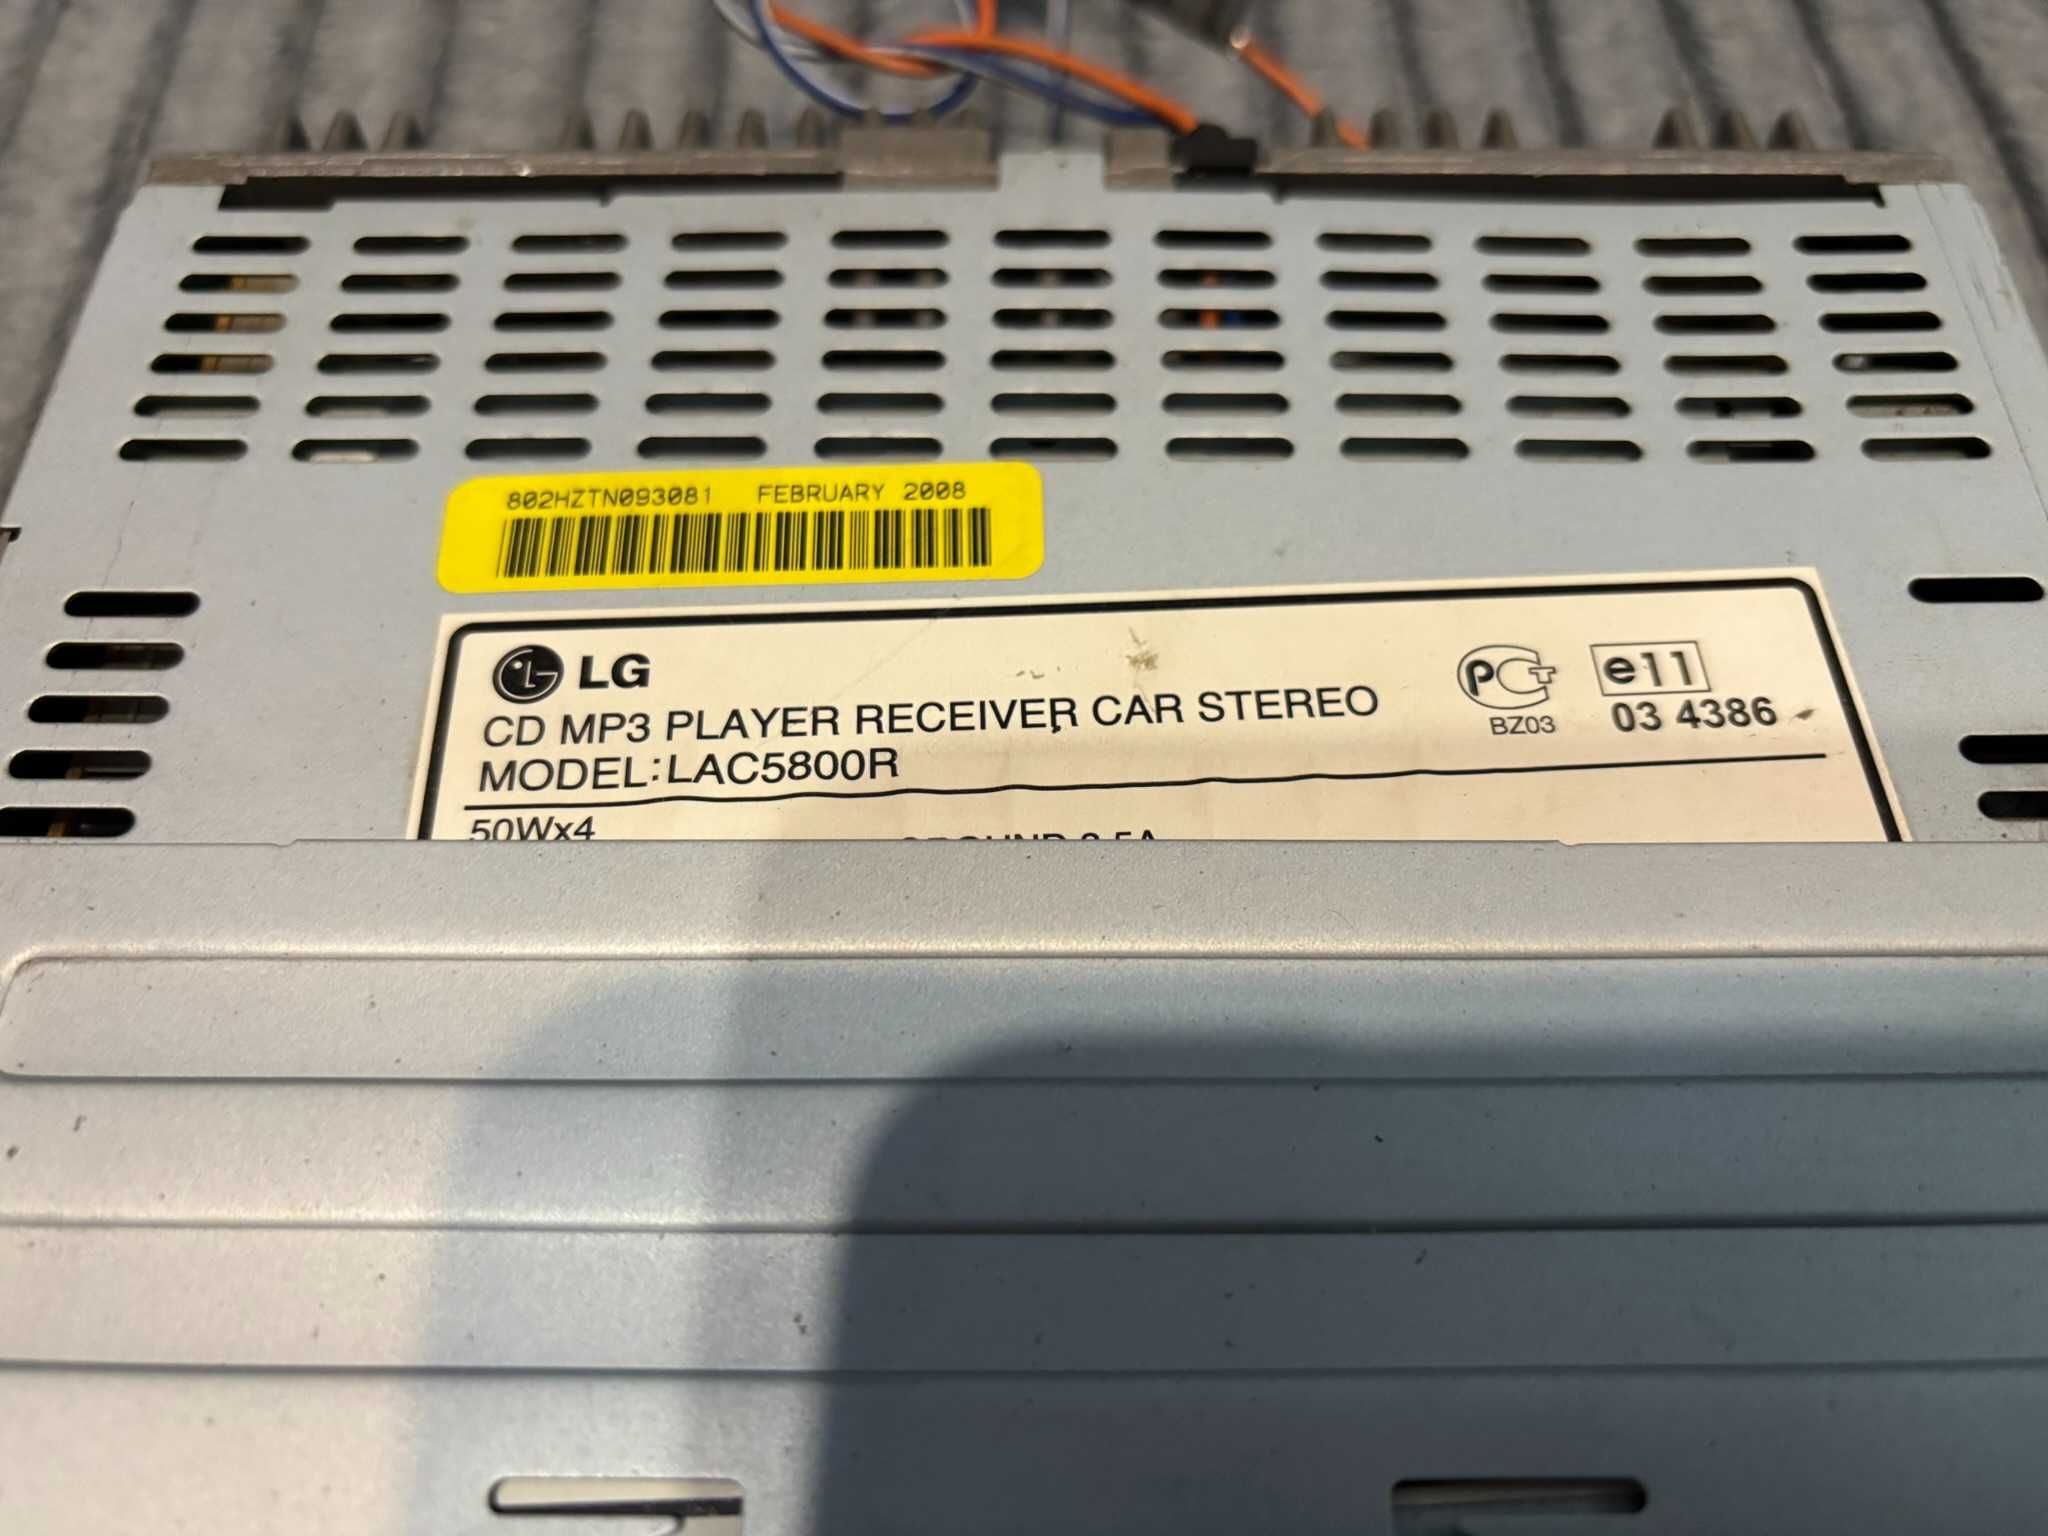 802HZTN093081 FEBRUARY 2008
LG
CD MP3 PLAYER RECEIVER CAR STEREO
MODEL:LAC5800R
PCT
BZ03
e11
03 4386
50Wx4